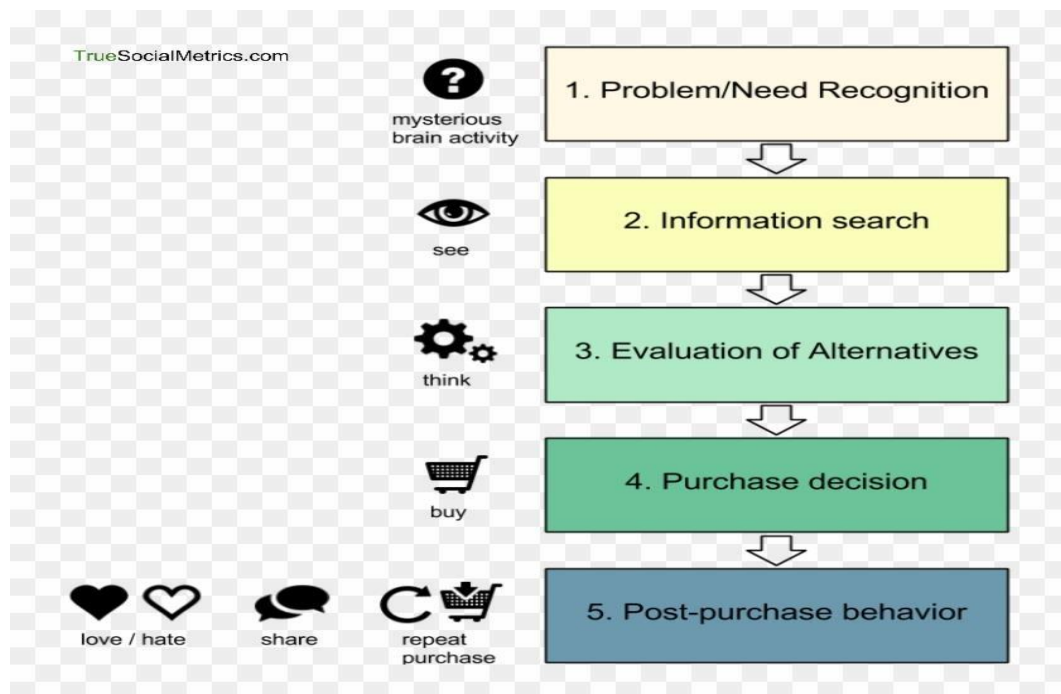 TrueSocialMetrics.com
1. Problem/Need Recognition
mysterious
brain activity
2. Information search
see
3. Evaluation of Alternatives
think
4. Purchase decision
buy
5. Post-purchase behavior
love / hate
share
repeat
purchase